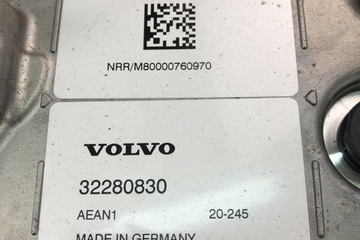 NRR/M80000760970
VOLVO
32280830
AEAN1 20-245
MADE IN GERMANY